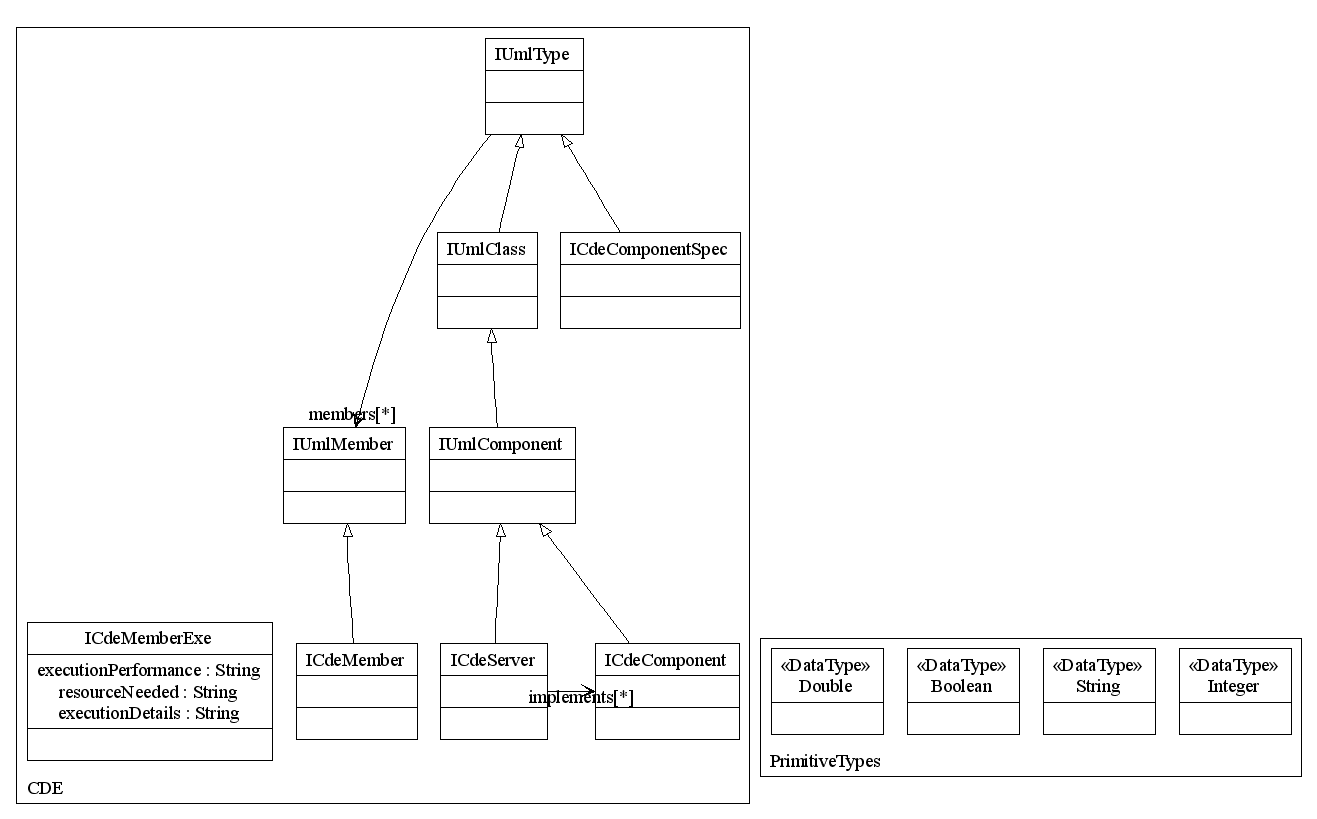 IUmlType
IUmlClass
ICdeComponentSpec
members[*]
IUmlMember
IUmlComponent
ICdeMemberExe
executionPerformance : String
resourceNeeded : String
executionDetails : String
ICdeMember
ICdeServer
implements[*]
ICdeComponent
CDE
«DataType»
Double
«DataType»
Boolean
«DataType»
String
«DataType»
Integer
PrimitiveTypes